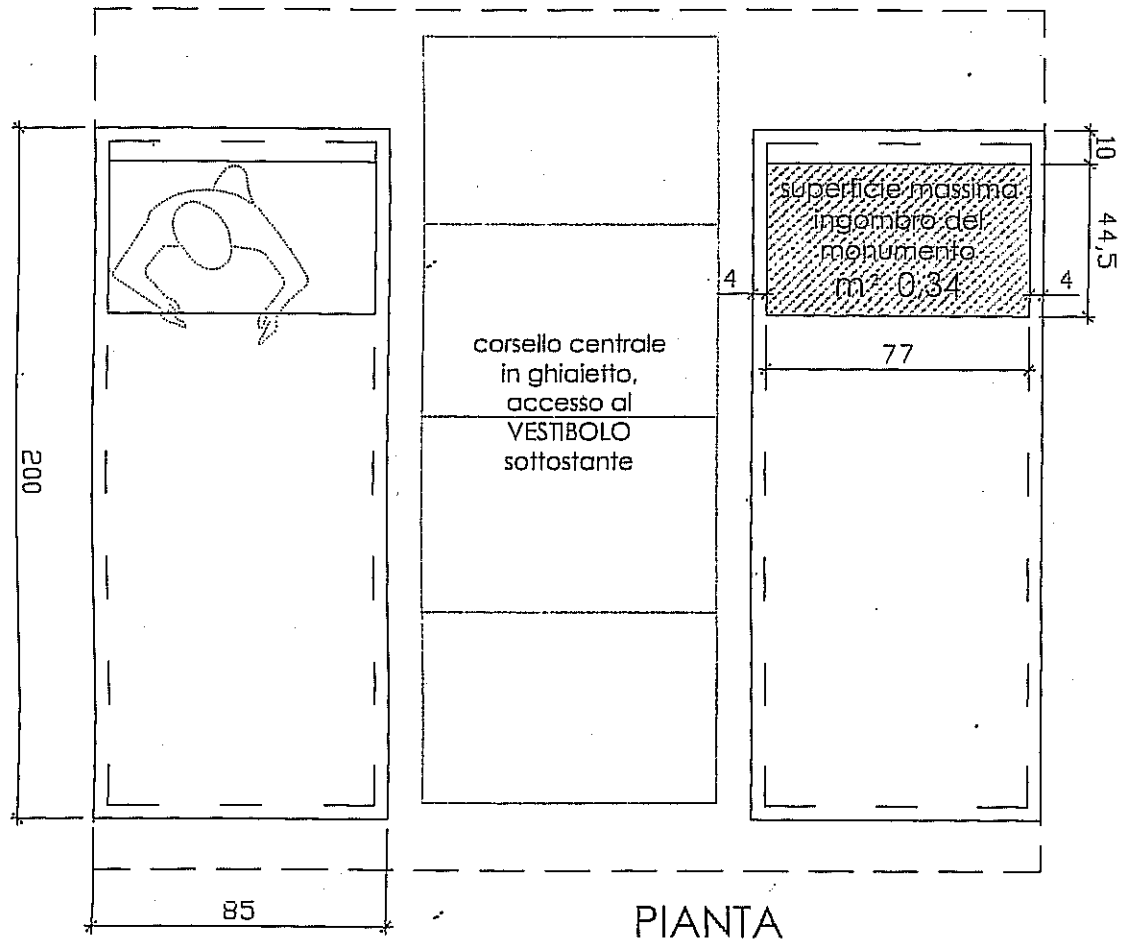 superficie massima
ingombro del
monumento
m² 0,34
10
44,5
4
4
77
corsello centrale
in ghiaietto,
accesso al
VESTIBOLO
sottostante
200
85
PIANTA